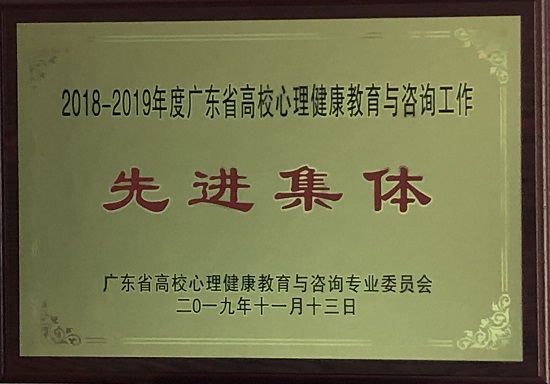 2018-2019年度广东省高校心理健康教育与咨询工作
先进集体
广东省高校心理健康教育与咨询专业委员会
二〇一九年十一月十三日